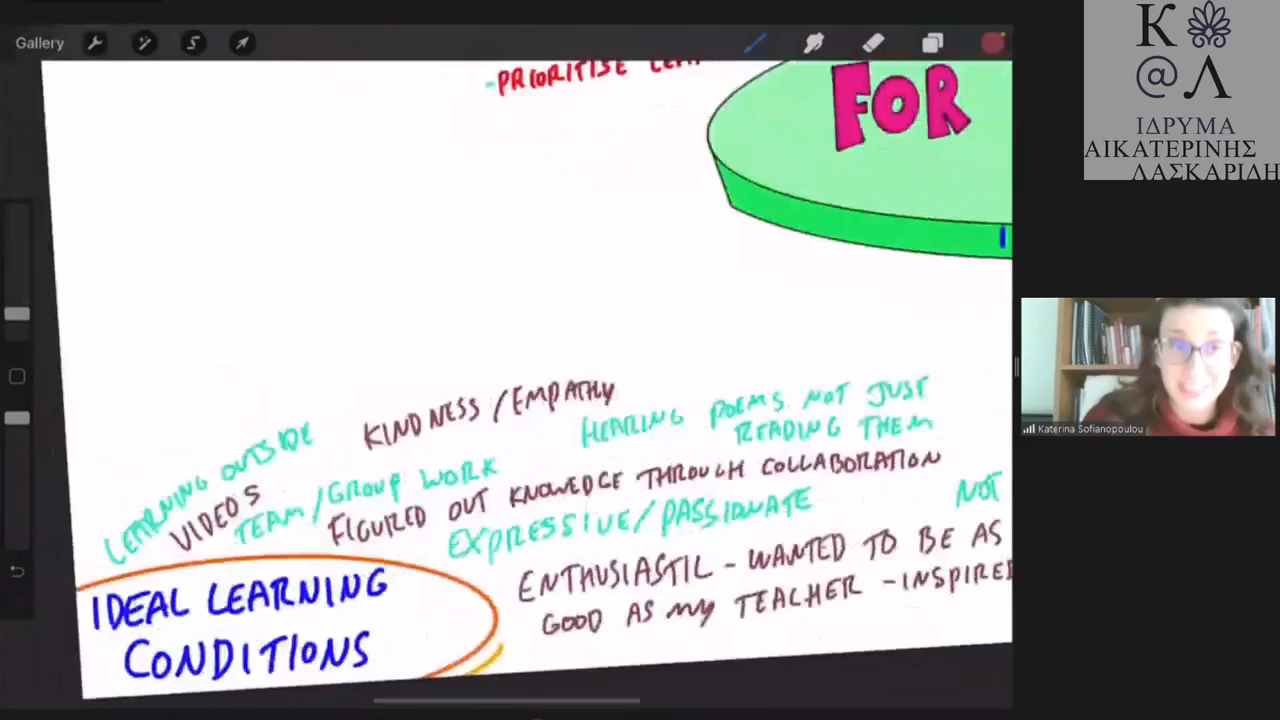 Gallery
-PRIORITISE
FOR
KINDNESS / EMPATHY
HEARING POEMS NOT JUST
READING THEM
LEARNING OUTSIDE
VIDEOS
TEAM/GROUP WORK
FIGURED OUT KNOWEDGE THROUGH COLLABORATION
EXPRESSIVE/PASSIONATE
NOT
ENTHUSIASTIC - WANTED TO BE AS
GOOD AS MY TEACHER - INSPIRED
IDEAL LEARNING
CONDITIONS
Κ
@Λ
ΙΔΡΥΜΑ
ΑΙΚΑΤΕΡΙΝΗΣ
ΛΑΣΚΑΡΙΔΗ
Katerina Sofianopoulou